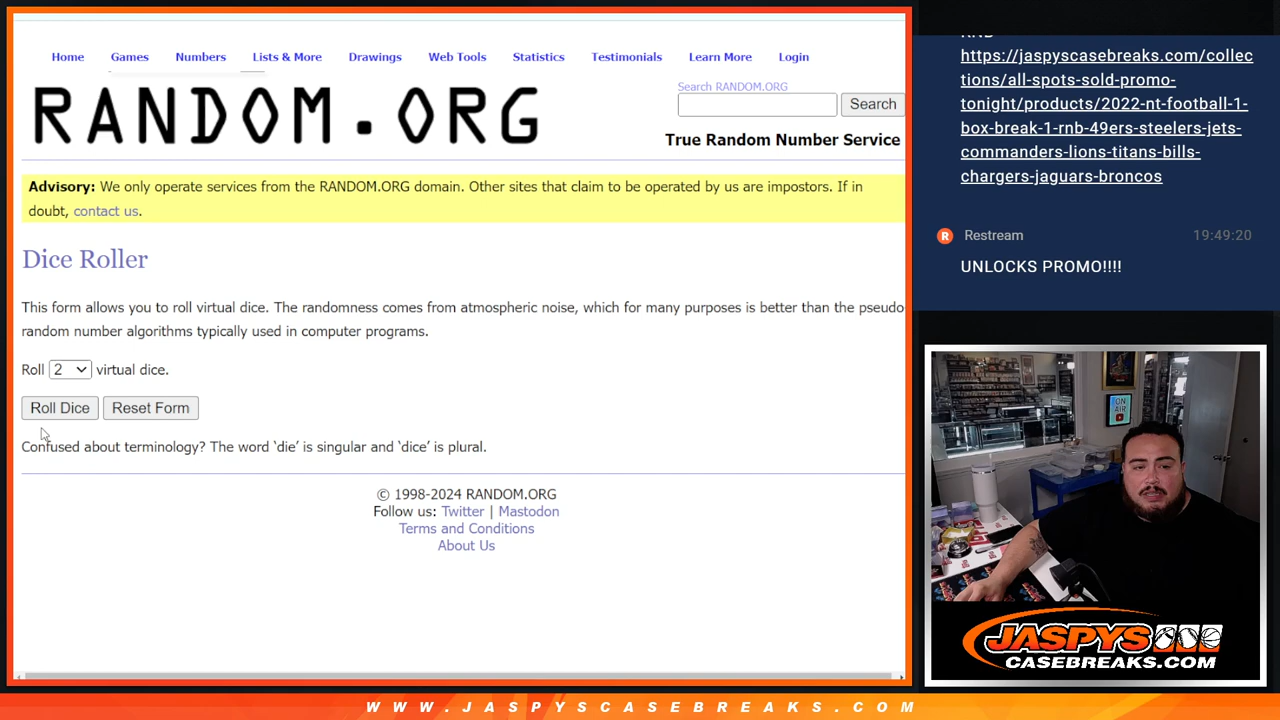 Home Games Numbers Lists & More Drawings Web Tools Statistics Testimonials Learn More Login
RANDOM.ORG
Search RANDOM.ORG
Search
True Random Number Service
Advisory: We only operate services from the RANDOM.ORG domain. Other sites that claim to be operated by us are impostors. If in
doubt, contact us.
Dice Roller
This form allows you to roll virtual dice. The randomness comes from atmospheric noise, which for many purposes is better than the pseudo
random number algorithms typically used in computer programs.
Roll 2 virtual dice.
Roll Dice Reset Form
Confused about terminology? The word ‘die’ is singular and ‘dice’ is plural.
© 1998-2024 RANDOM.ORG
Follow us: Twitter | Mastodon
Terms and Conditions
About Us
https://jaspyscasebreaks.com/collec
tions/all-spots-sold-promo-
tonight/products/2022-nt-football-1-
box-break-1-rnb-49ers-steelers-jets-
commanders-lions-titans-bills-
chargers-jaguars-broncos
R Restream 19:49:20
UNLOCKS PROMO!!!!
ON
AIR
JASPYS
CASEBREAKS.COM
WWW.JASPYSCASEBREAKS.COM